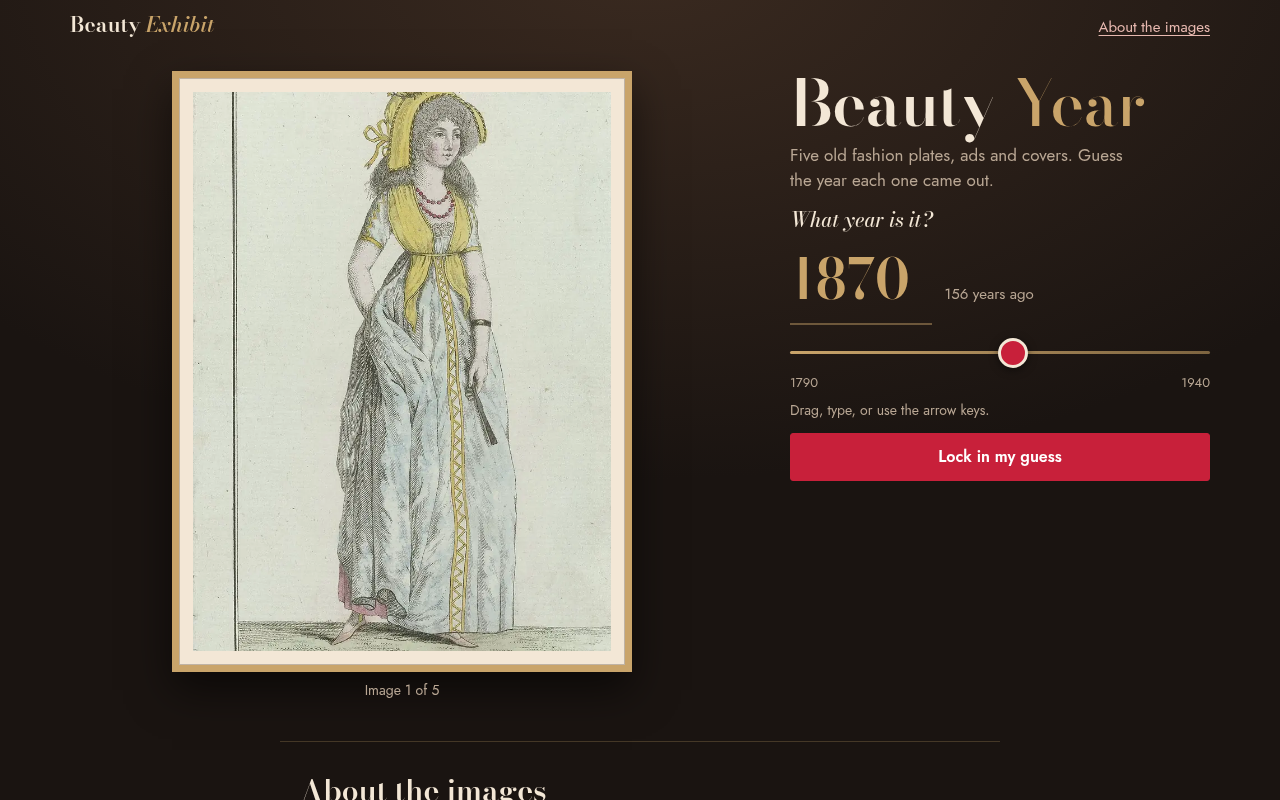 Beauty Exhibit
About the images
Beauty Year
Five old fashion plates, ads and covers. Guess
the year each one came out.
What year is it?
1870
156 years ago
1790
1940
Drag, type, or use the arrow keys.
Lock in my guess
Image 1 of 5
About the images